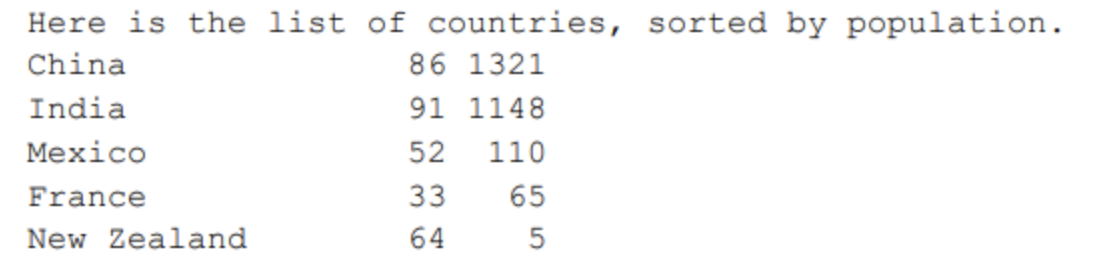 Here is the list of countries, sorted by population.
China              86 1321
India              91 1148
Mexico             52  110
France             33   65
New Zealand        64    5